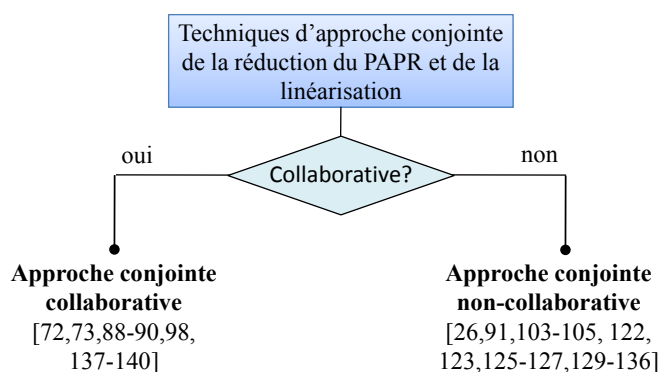 Techniques d'approche conjointe
de la réduction du PAPR et de la
linéarisation
oui
Collaborative?
non
Approche conjointe
collaborative
[72,73,88-90,98,
137-140]
Approche conjointe
non-collaborative
[26,91,103-105, 122,
123,125-127,129-136]